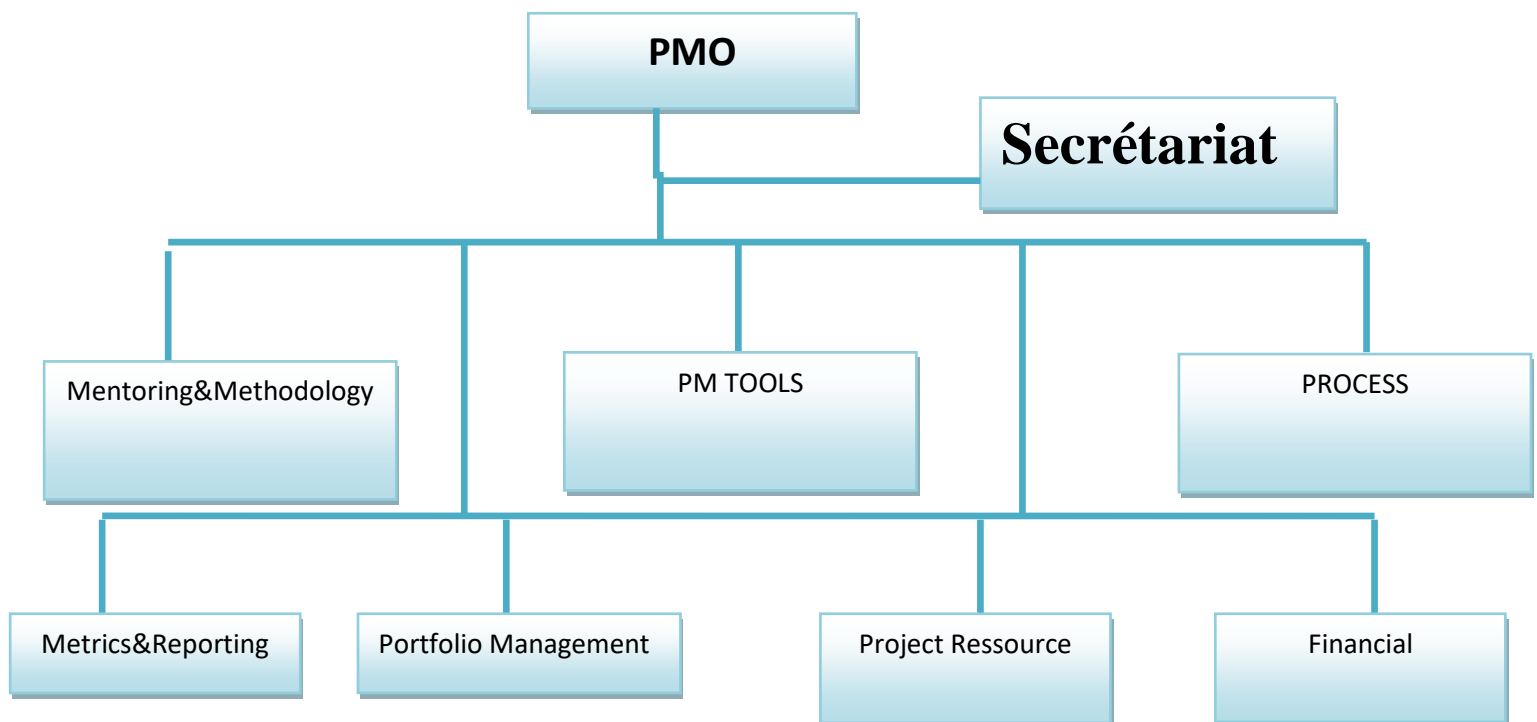 PMO
Secrétariat
Mentoring&Methodology
PM TOOLS
PROCESS
Metrics&Reporting
Portfolio Management
Project Ressource
Financial